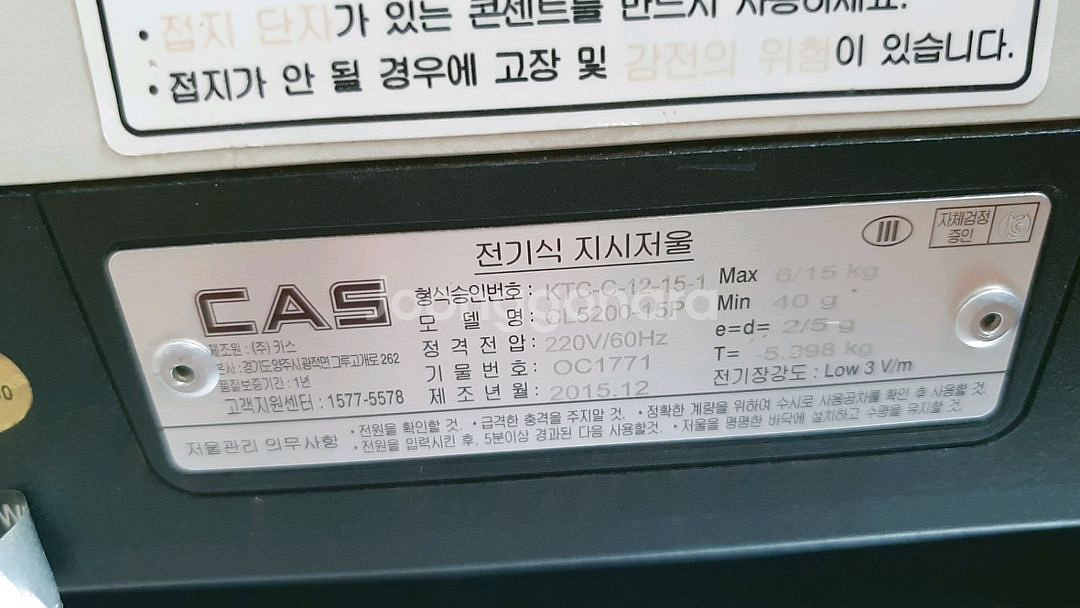 • 접지 단자가 있는 콘센트를 반드시 사용하세요.
• 접지가 안 될 경우에 고장 및 감전의 위험이 있습니다.
전기식 지시저울
III
자체검정
증인
CAS
제조원 : (주) 카스
본사 : 경기도양주시광적면그루고개로 262
품질보증기간 : 1년
고객지원센터 : 1577-5578
형식승인번호 : KTC-C-12-15-1
모 델 명 : CL5200-15P
정 격 전 압 : 220V/60Hz
기 물 번 호 : OC1771
제 조 년 월 : 2015.12
Max 6/15 kg
Min 40 g
e=d= 2/5 g
T= -5.998 kg
전기장강도 : Low 3 V/m
저울관리 의무사항
• 전원을 확인할 것. • 급격한 충격을 주지말 것. • 정확한 계량을 위하여 수시로 사용공차를 확인 후 사용할 것.
• 전원을 입력시킨 후, 5분이상 경과된 다음 사용할것. • 저울을 평평한 바닥에 설치하고 수평을 유지할 것.